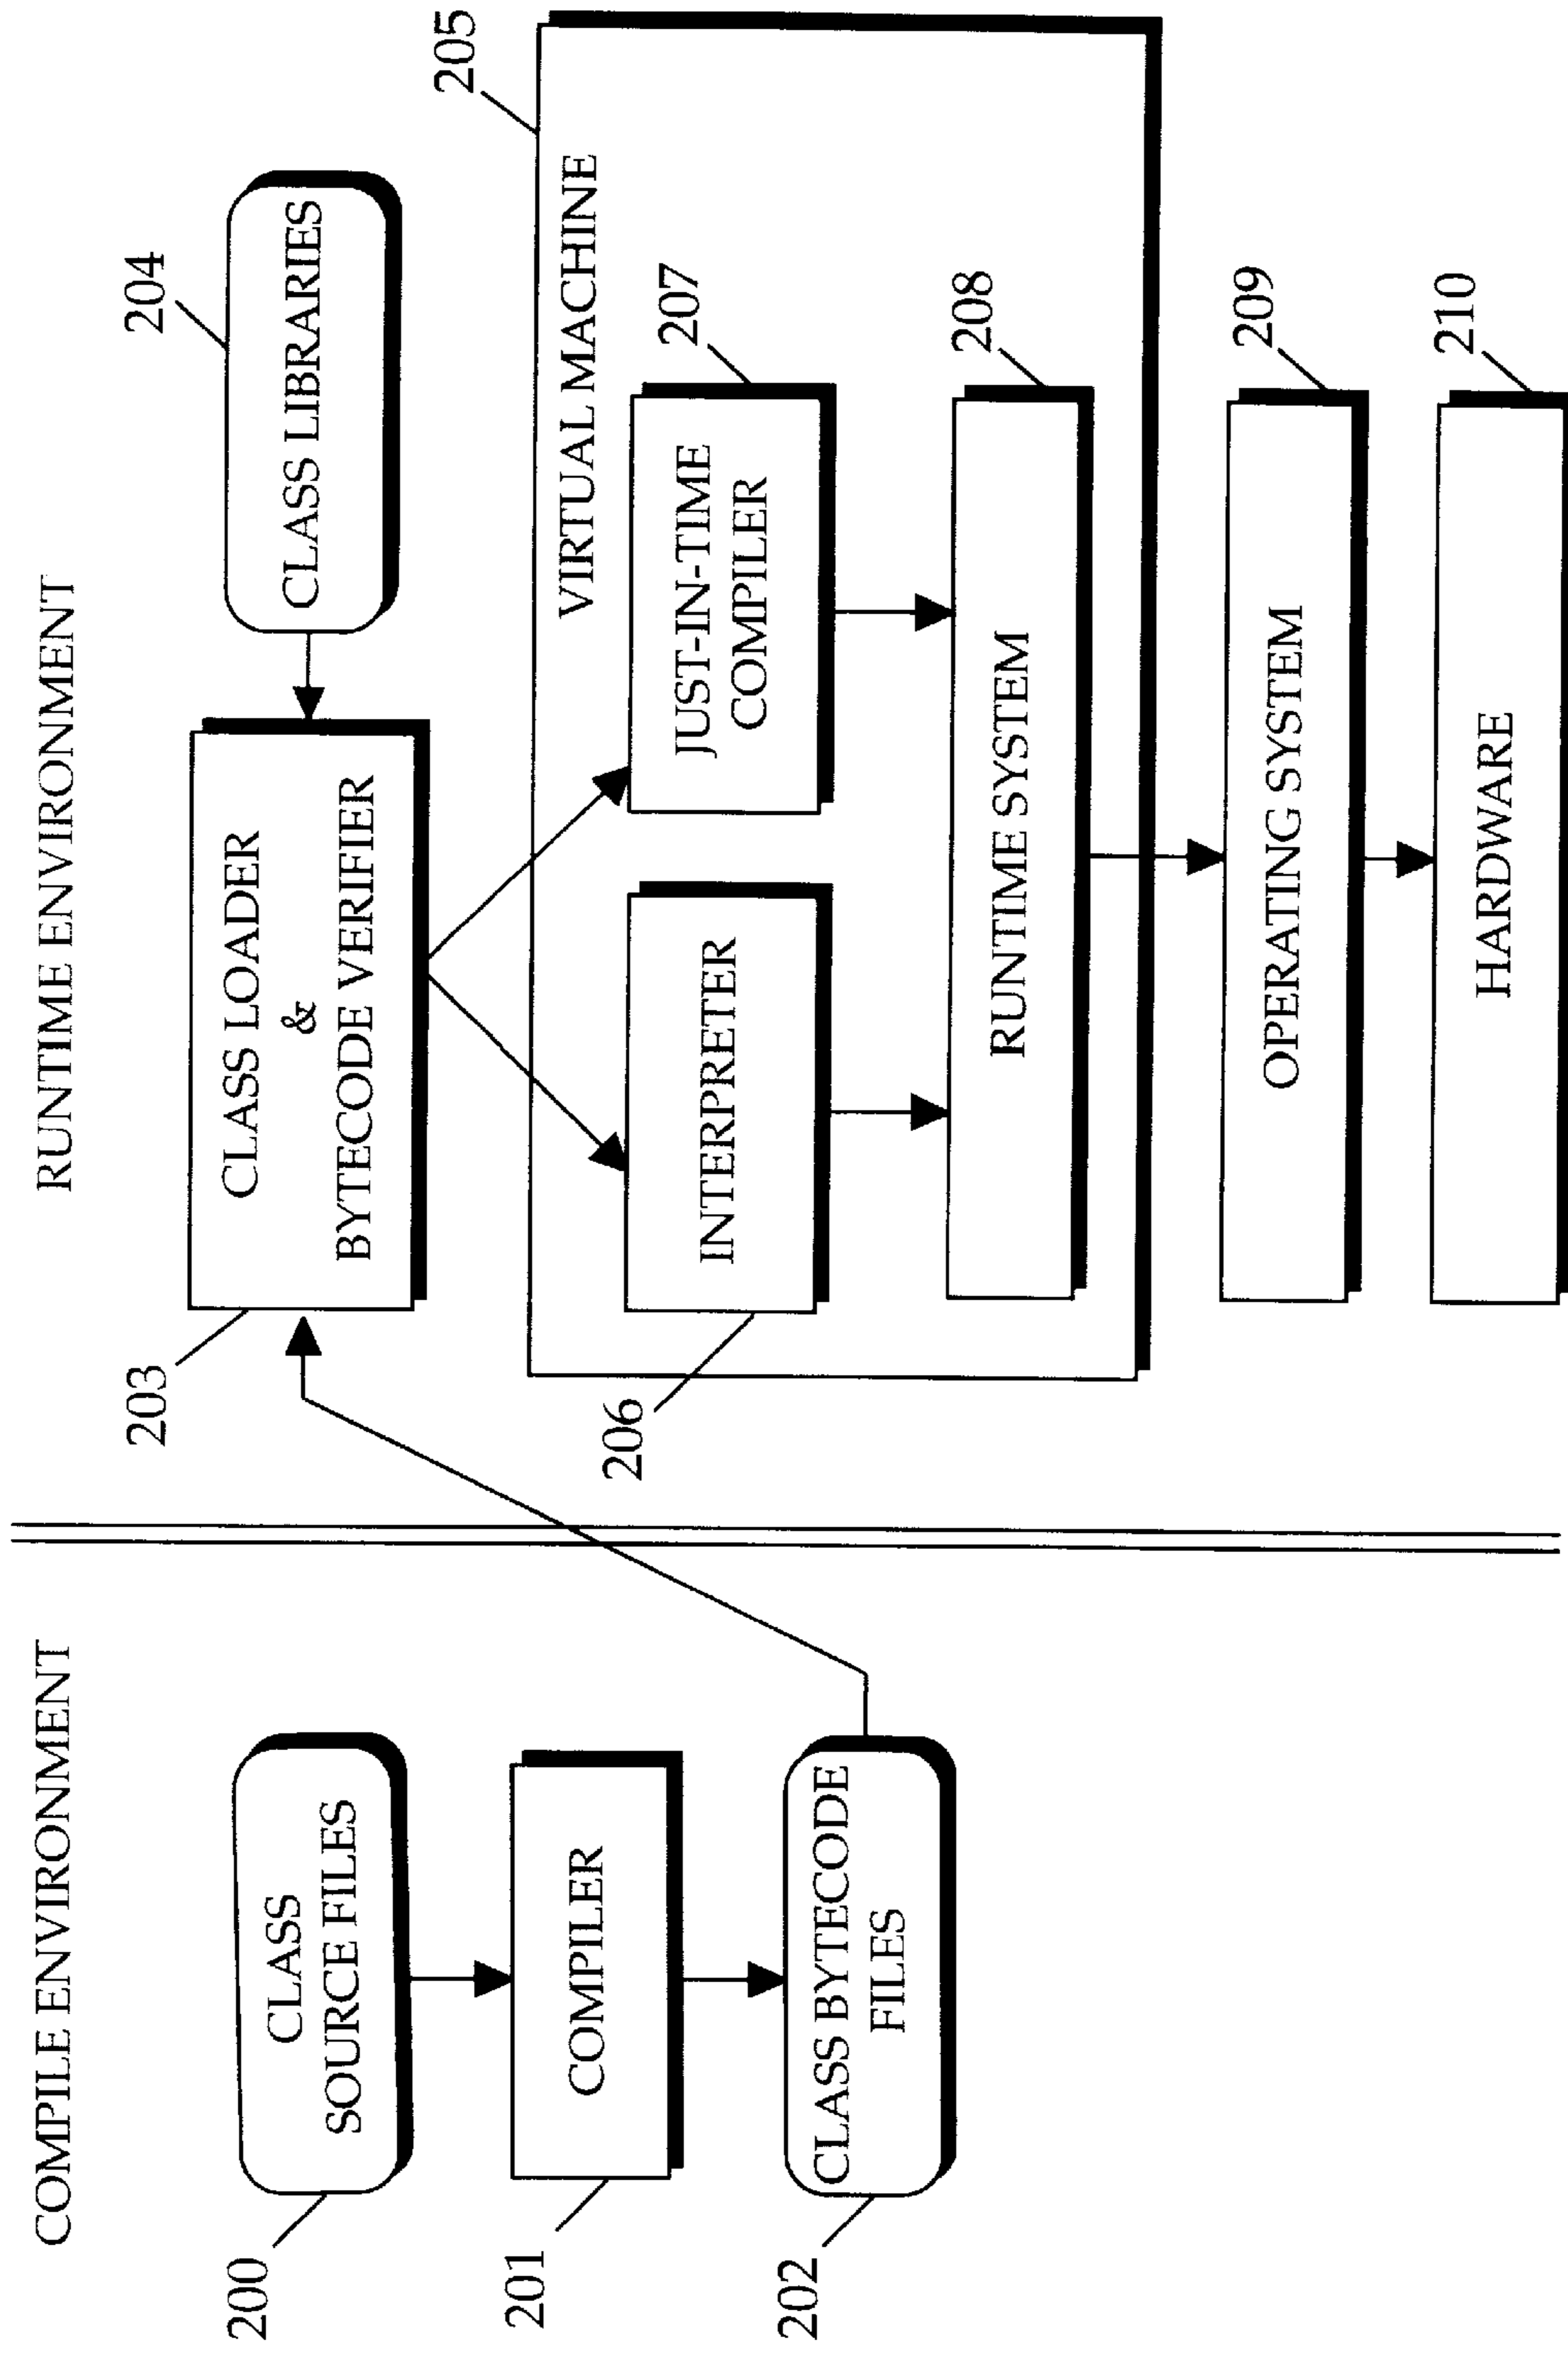 COMPILE ENVIRONMENT
200
CLASS
SOURCE FILES
201
COMPILER
202
CLASS BYTECODE
FILES
RUNTIME ENVIRONMENT
203
CLASS LOADER
&
BYTECODE VERIFIER
204
CLASS LIBRARIES
205
VIRTUAL MACHINE
206
INTERPRETER
207
JUST-IN-TIME
COMPILER
208
RUNTIME SYSTEM
209
OPERATING SYSTEM
210
HARDWARE